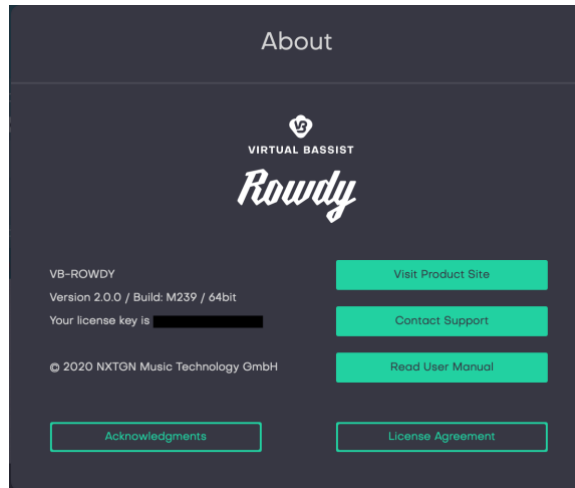 About
VB
VIRTUAL BASSIST
Rowdy
VB-ROWDY
Version 2.0.0 / Build: M239 / 64bit
Your license key is
© 2020 NXTGN Music Technology GmbH
Visit Product Site
Contact Support
Read User Manual
Acknowledgments
License Agreement